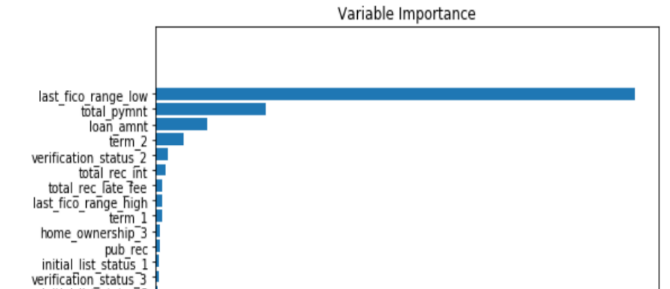 Variable Importance
last_fico_range_low
total_pymnt
loan_amnt
term_2
verification_status_2
total_rec_int
total_rec_late_fee
last_fico_range_high
term_1
home_ownership_3
pub_rec
initial_list_status_1
verification_status_3